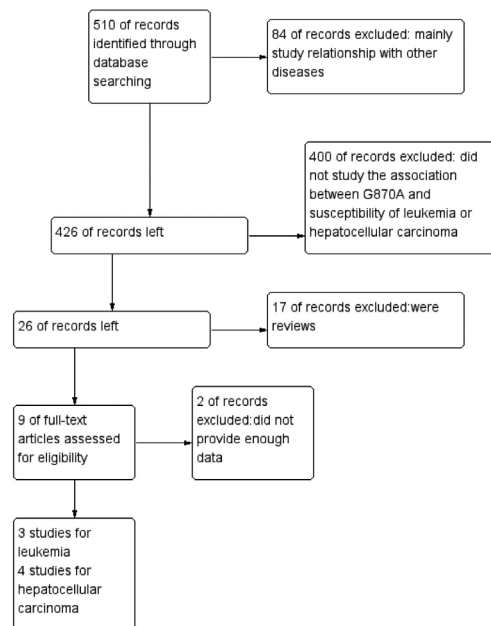 510 of records
identified through
database
searching
84 of records excluded: mainly
study relationship with other
diseases
400 of records excluded: did
not study the association
between G870A and
susceptibility of leukemia or
hepatocellular carcinoma
426 of records left
26 of records left
17 of records excluded:were
reviews
9 of full-text
articles assessed
for eligibility
2 of records
excluded:did not
provide enough
data
3 studies for
leukemia
4 studies for
hepatocellular
carcinoma